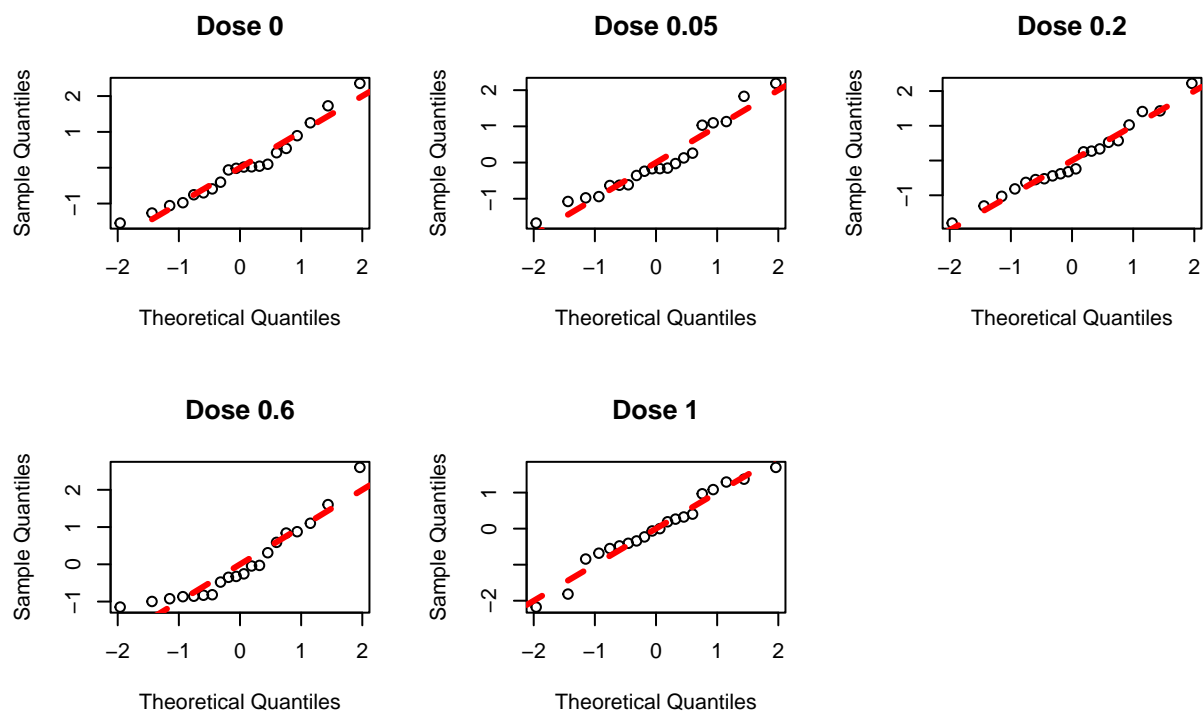 Dose 0
Sample Quantiles
2
1
−1
−2 −1 0 1 2
Theoretical Quantiles
Dose 0.05
Sample Quantiles
2
1
0
−1
−2 −1 0 1 2
Theoretical Quantiles
Dose 0.2
Sample Quantiles
2
1
−1
−2 −1 0 1 2
Theoretical Quantiles
Dose 0.6
Sample Quantiles
2
1
0
−1
−2 −1 0 1 2
Theoretical Quantiles
Dose 1
Sample Quantiles
1
0
−2
−2 −1 0 1 2
Theoretical Quantiles